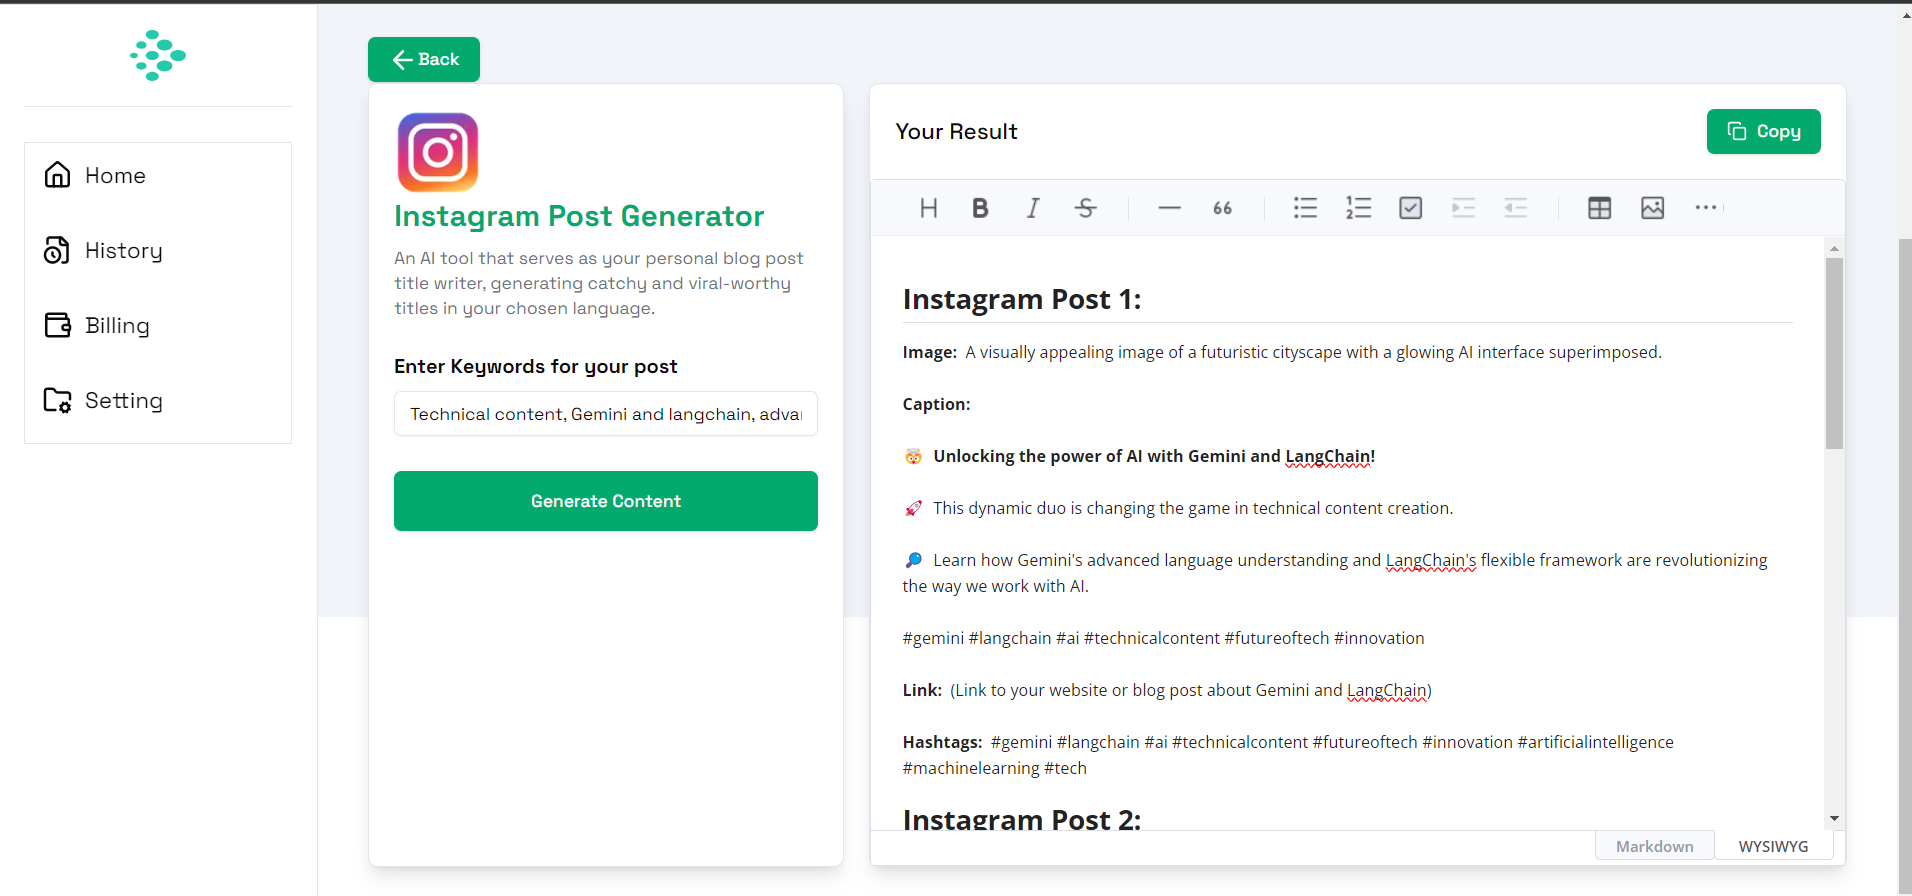 Home
History
Billing
Setting
Back
Instagram Post Generator
An AI tool that serves as your personal blog post
title writer, generating catchy and viral-worthy
titles in your chosen language.
Enter Keywords for your post
Technical content, Gemini and langchain, advar
Generate Content
Your Result
Copy
Instagram Post 1:
Image: A visually appealing image of a futuristic cityscape with a glowing AI interface superimposed.
Caption:
🤯 Unlocking the power of AI with Gemini and LangChain!
🚀 This dynamic duo is changing the game in technical content creation.
🔎 Learn how Gemini's advanced language understanding and LangChain's flexible framework are revolutionizing
the way we work with AI.
#gemini #langchain #ai #technicalcontent #futureoftech #innovation
Link: (Link to your website or blog post about Gemini and LangChain)
Hashtags: #gemini #langchain #ai #technicalcontent #futureoftech #innovation #artificialintelligence
#machinelearning #tech
Instagram Post 2:
Markdown
WYSIWYG